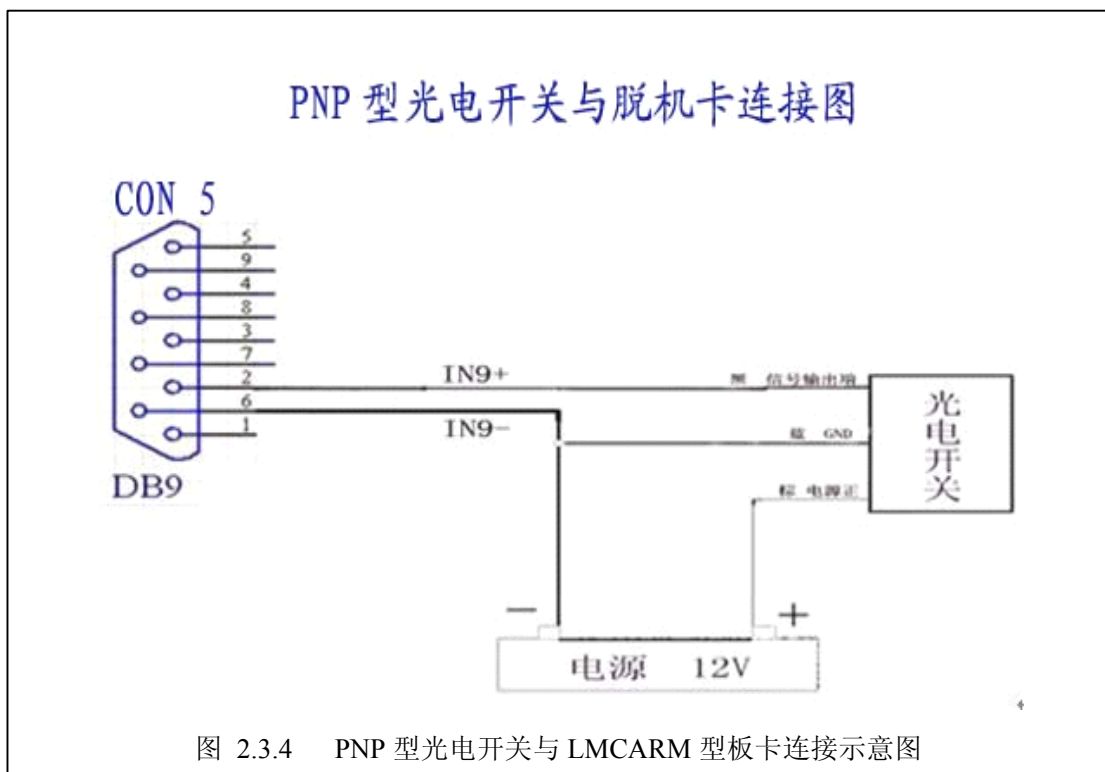 PNP 型光电开关与脱机卡连接图
CON 5
5
9
4
8
3
7
2
6
1
DB9
IN9+
IN9-
黑 信号输出端
GND
棕 电源正
光电开关
—
+
电源 12V
图 2.3.4 PNP 型光电开关与 LMCARM 型板卡连接示意图